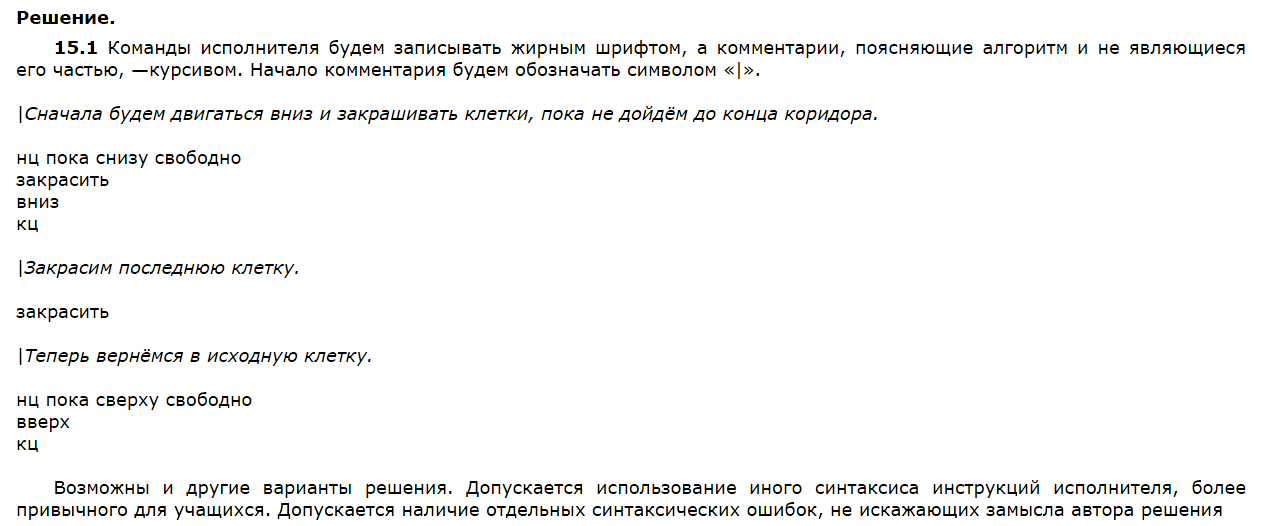 Решение.
15.1 Команды исполнителя будем записывать жирным шрифтом, а комментарии, поясняющие алгоритм и не являющиеся
его частью, —курсивом. Начало комментария будем обозначать символом «|».
|Сначала будем двигаться вниз и закрашивать клетки, пока не дойдём до конца коридора.
нц пока снизу свободно
закрасить
вниз
кц
|Закрасим последнюю клетку.
закрасить
|Теперь вернёмся в исходную клетку.
нц пока сверху свободно
вверх
кц
Возможны и другие варианты решения. Допускается использование иного синтаксиса инструкций исполнителя, более
привычного для учащихся. Допускается наличие отдельных синтаксических ошибок, не искажающих замысла автора решения